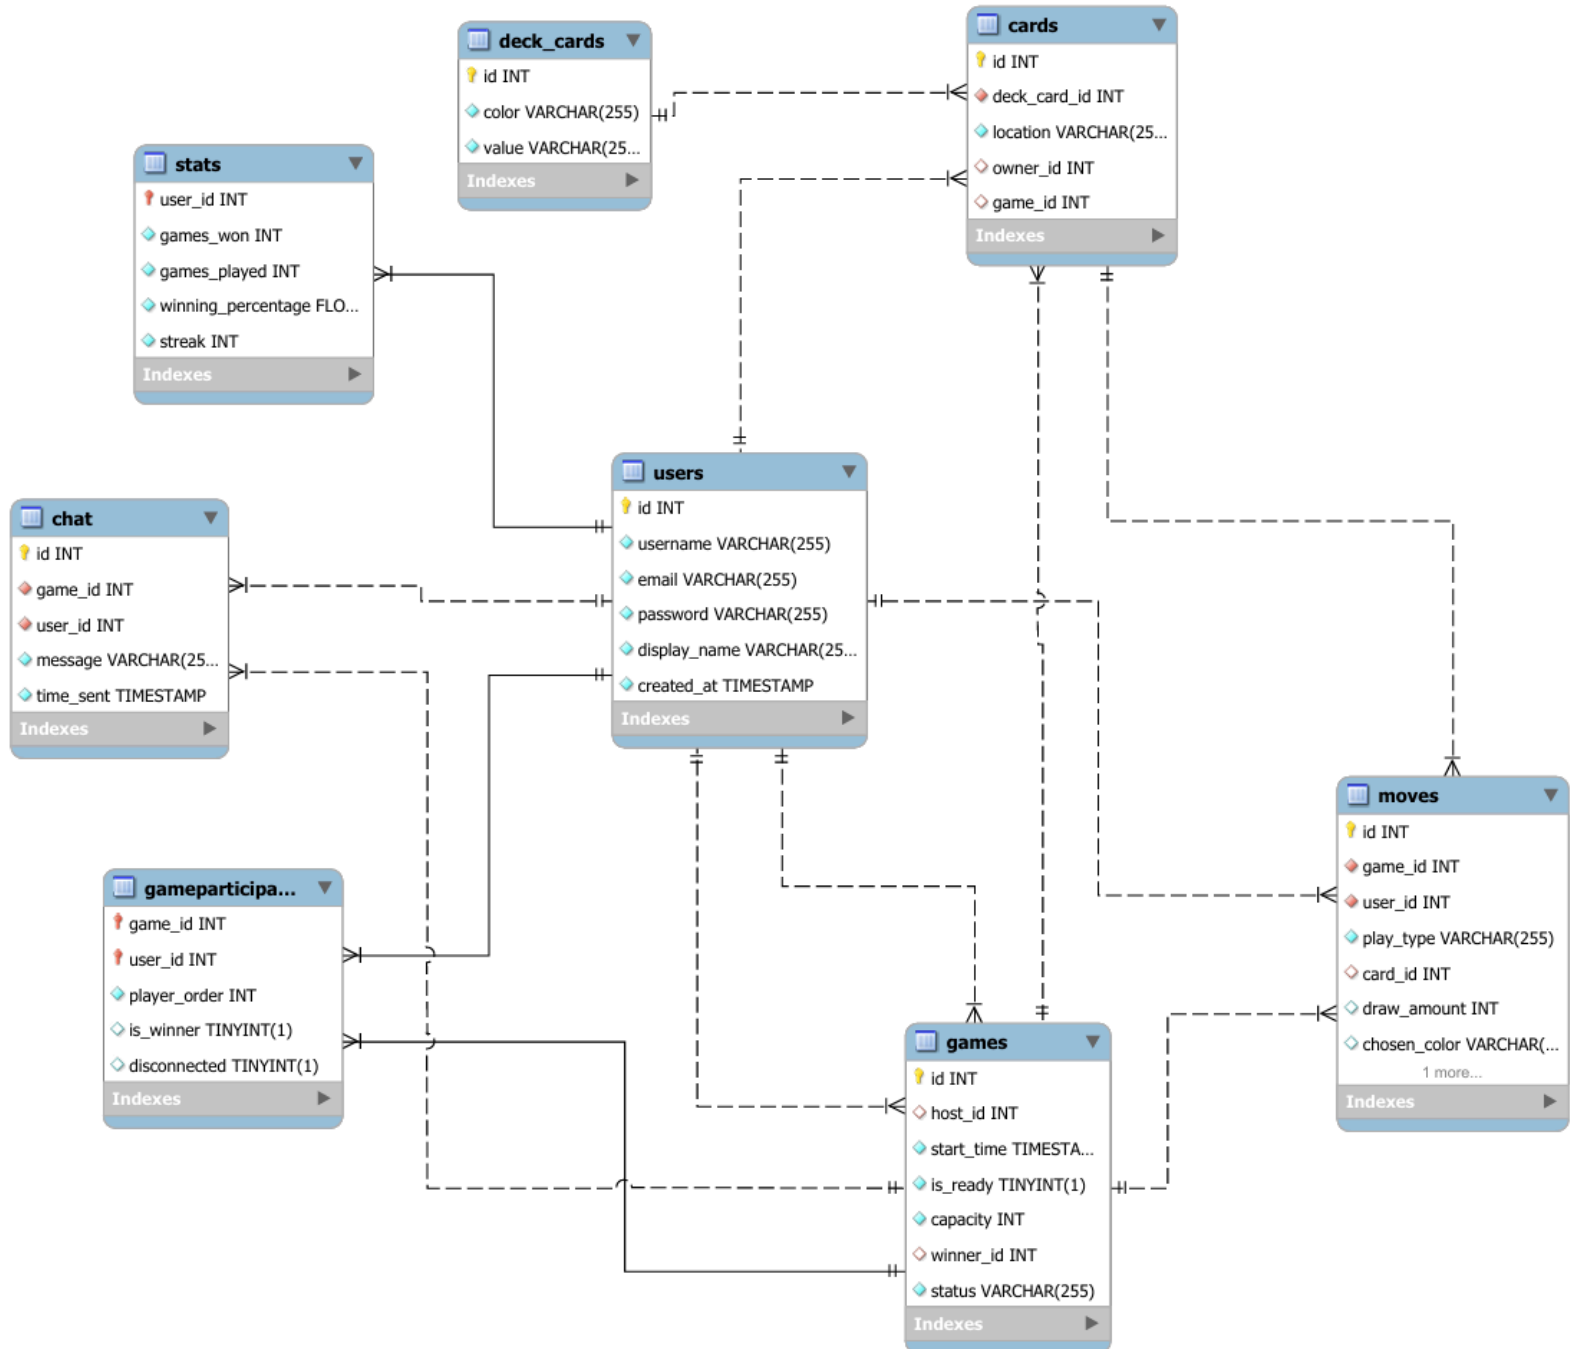 deck_cards
id INT
color VARCHAR(255)
value VARCHAR(25...
Indexes
cards
id INT
deck_card_id INT
location VARCHAR(25...
owner_id INT
game_id INT
Indexes
stats
user_id INT
games_won INT
games_played INT
winning_percentage FLO...
streak INT
Indexes
users
id INT
username VARCHAR(255)
email VARCHAR(255)
password VARCHAR(255)
display_name VARCHAR(25...
created_at TIMESTAMP
Indexes
chat
id INT
game_id INT
user_id INT
message VARCHAR(25...
time_sent TIMESTAMP
Indexes
moves
id INT
game_id INT
user_id INT
play_type VARCHAR(255)
card_id INT
draw_amount INT
chosen_color VARCHAR(...
1 more...
Indexes
gameparticipa...
game_id INT
user_id INT
player_order INT
is_winner TINYINT(1)
disconnected TINYINT(1)
Indexes
games
id INT
host_id INT
start_time TIMESTA...
is_ready TINYINT(1)
capacity INT
winner_id INT
status VARCHAR(255)
Indexes